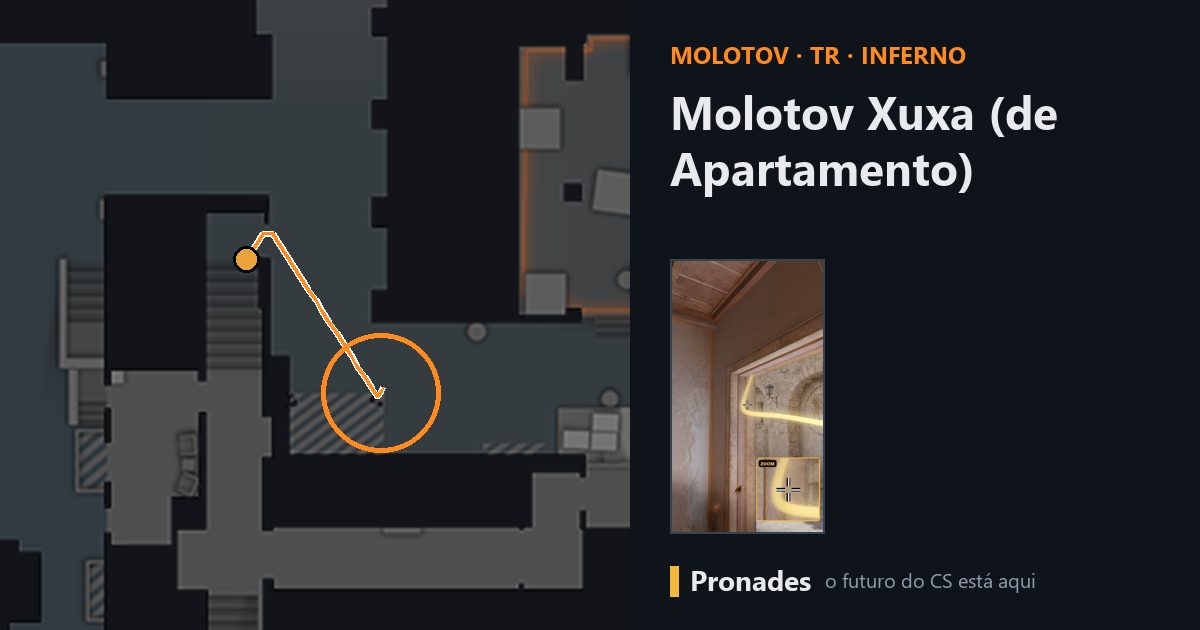 MOLOTOV · TR · INFERNO
Molotov Xuxa (de
Apartamento)
ZOOM
Pronades o futuro do CS está aqui